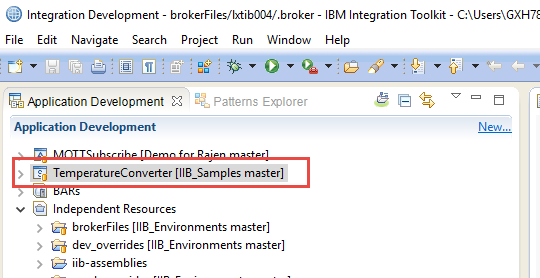 Integration Development - brokerFiles/lxtib004/.broker - IBM Integration Toolkit - C:\Users\GXH78
File Edit Navigate Search Project Run Window Help
Application Development Patterns Explorer
Application Development New...
MQTTSubscribe [Demo for Rajen master]
TemperatureConverter [IIB_Samples master]
BARs
Independent Resources
brokerFiles [IIB_Environments master]
dev_overrides [IIB_Environments master]
iib-assemblies